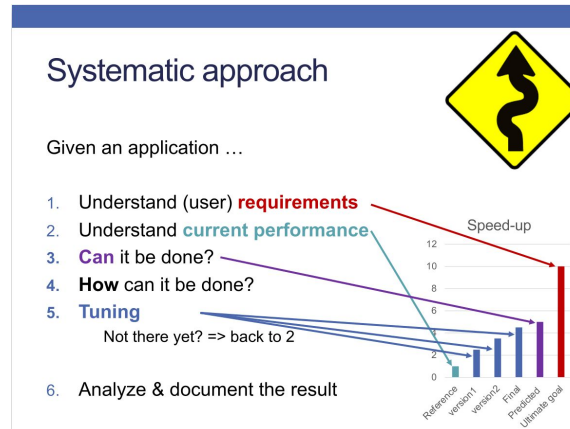 Systematic approach
Given an application …
1. Understand (user) requirements
2. Understand current performance
3. Can it be done?
4. How can it be done?
5. Tuning
Not there yet? => back to 2
6. Analyze & document the result
Speed-up
12
10
8
6
2
0
Reference
version1
version2
Final
Predicted
Ultimate goal